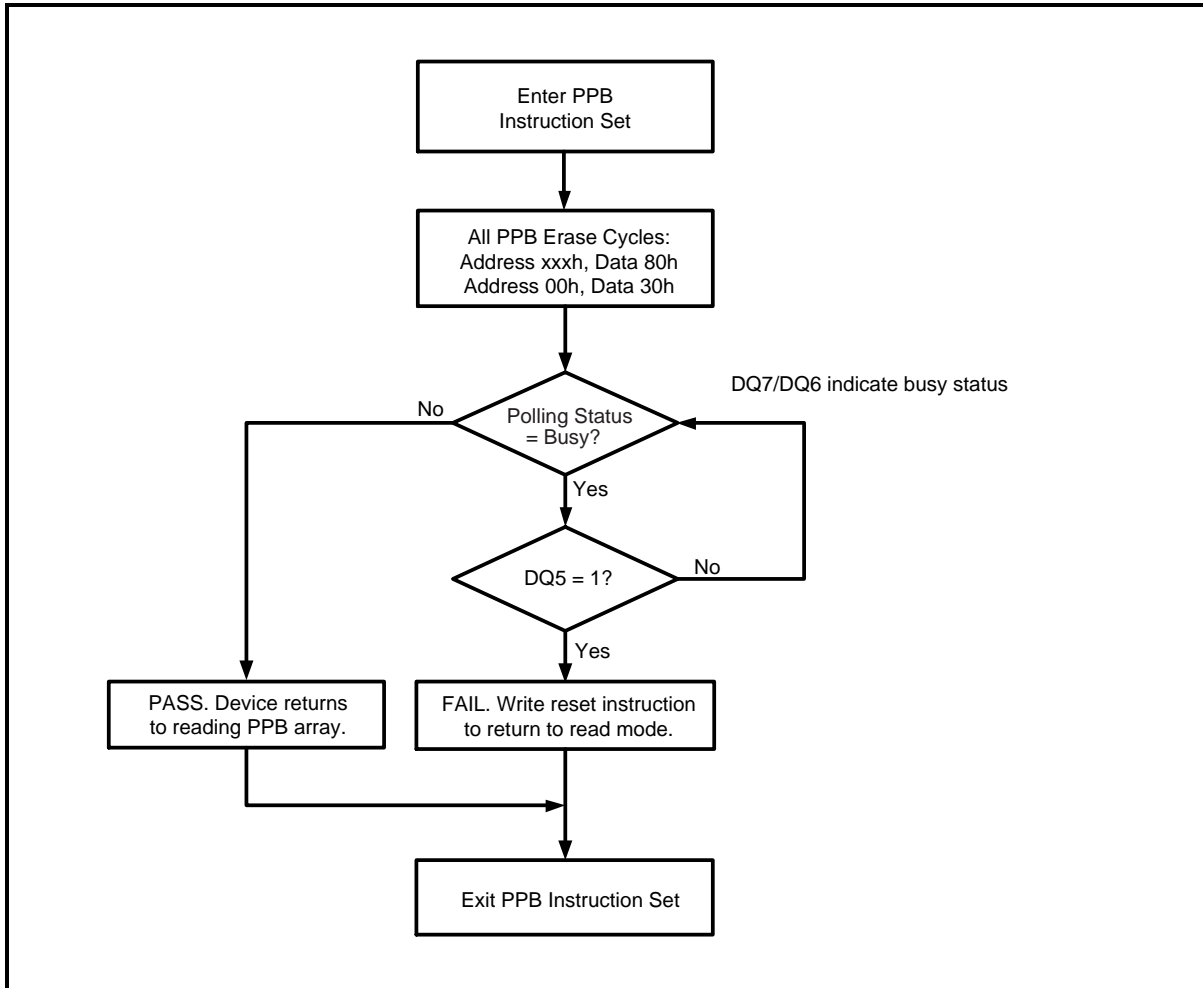 Enter PPB
Instruction Set
All PPB Erase Cycles:
Address xxxh, Data 80h
Address 00h, Data 30h
DQ7/DQ6 indicate busy status
No
Polling Status
= Busy?
Yes
DQ5 = 1?
No
Yes
PASS. Device returns
to reading PPB array.
FAIL. Write reset instruction
to return to read mode.
Exit PPB Instruction Set